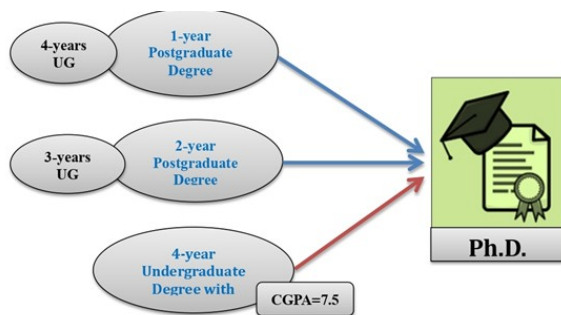 4-years
UG
1-year
Postgraduate
Degree
3-years
UG
2-year
Postgraduate
Degree
4-year
Undergraduate
Degree with
CGPA=7.5
Ph.D.